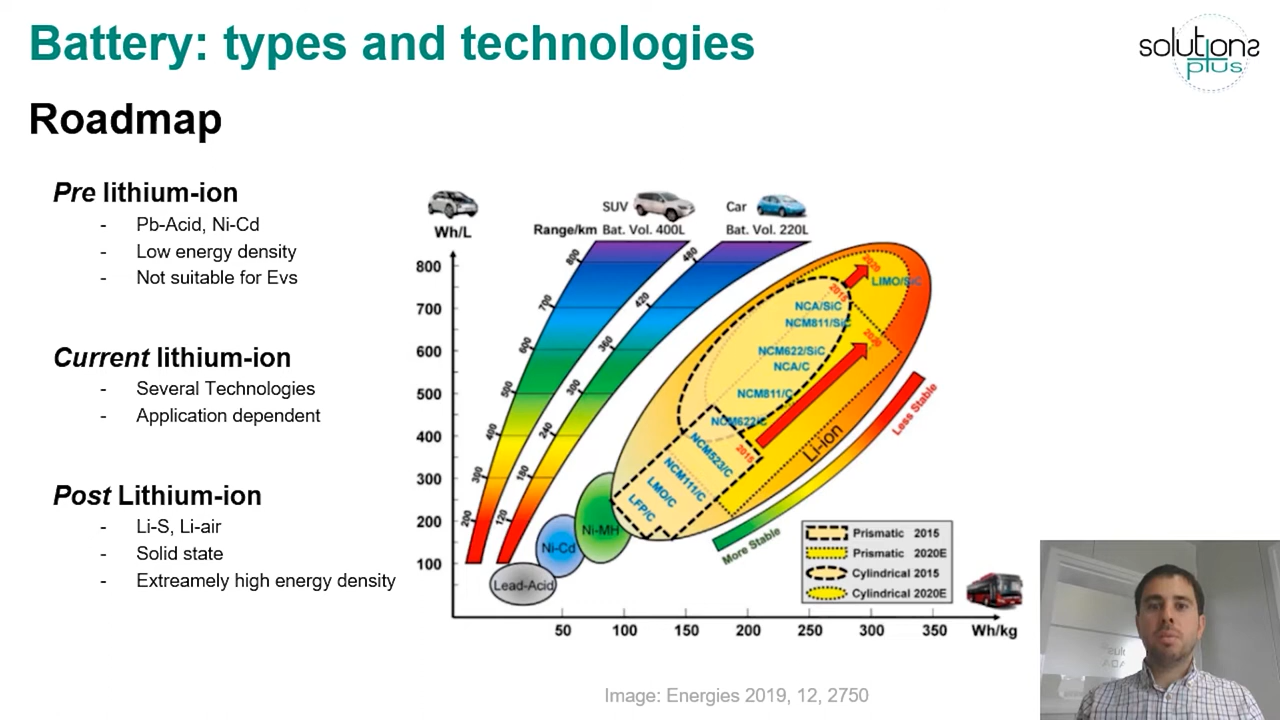 Battery: types and technologies
solutions
plus
Roadmap
Pre lithium-ion
- Pb-Acid, Ni-Cd
- Low energy density
- Not suitable for Evs
Current lithium-ion
- Several Technologies
- Application dependent
Post Lithium-ion
- Li-S, Li-air
- Solid state
- Extreamely high energy density
SUV
Car
Wh/L
Range/km Bat. Vol. 400L
Bat. Vol. 220L
800
700
600
500
400
300
200
100
800
700
600
500
400
300
200
480
420
360
300
240
180
120
2020
LIMO/SiC
2015
NCA/SiC
NCM811/SiC
2020
NCM622/SiC
NCA/C
NCM811/C
NCM622/C
NCM523/C
2015
NCM111/C
LMO/C
LFP/C
Li-ion
Less Stable
More Stable
Ni-MH
Ni-Cd
Lead-Acid
Prismatic 2015
Prismatic 2020E
Cylindrical 2015
Cylindrical 2020E
50
100
150
200
250
300
350
Wh/kg
Image: Energies 2019, 12, 2750